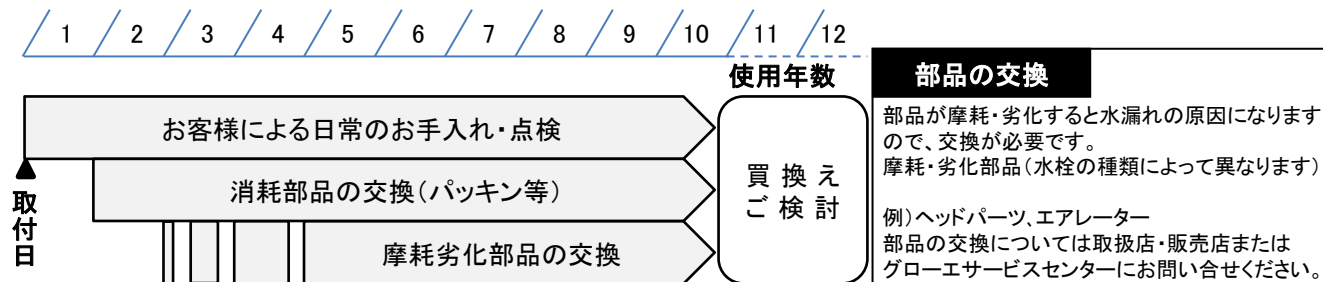 1 2 3 4 5 6 7 8 9 10 11 12
使用年数
お客様による日常のお手入れ・点検
取付日
消耗部品の交換(パッキン等)
摩耗劣化部品の交換
買換え
ご検討
部品の交換
部品が摩耗・劣化すると水漏れの原因になります
ので、交換が必要です。
摩耗・劣化部品(水栓の種類によって異なります)
例)ヘッドパーツ、エアレーター
部品の交換については取扱店・販売店または
グローエサービスセンターにお問い合せください。